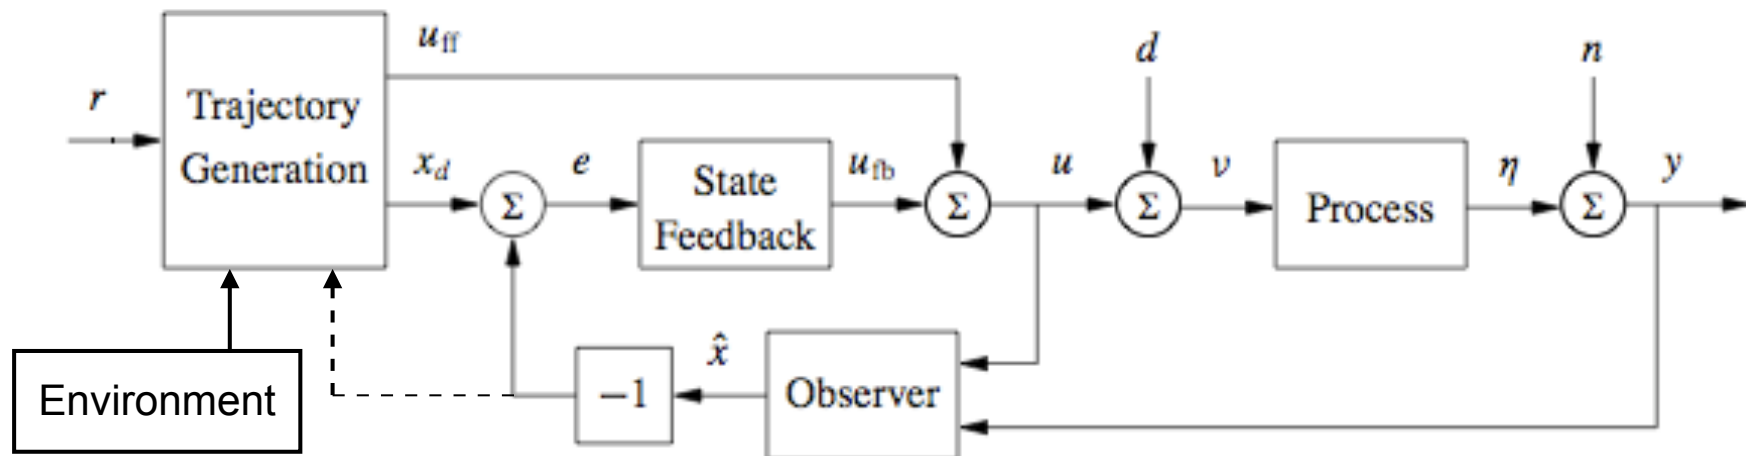 u_ff
d
n
r
Trajectory
Generation
x_d
Σ
e
State
Feedback
u_fb
Σ
u
Σ
ν
Process
η
Σ
y
Environment
−1
x̂
Observer